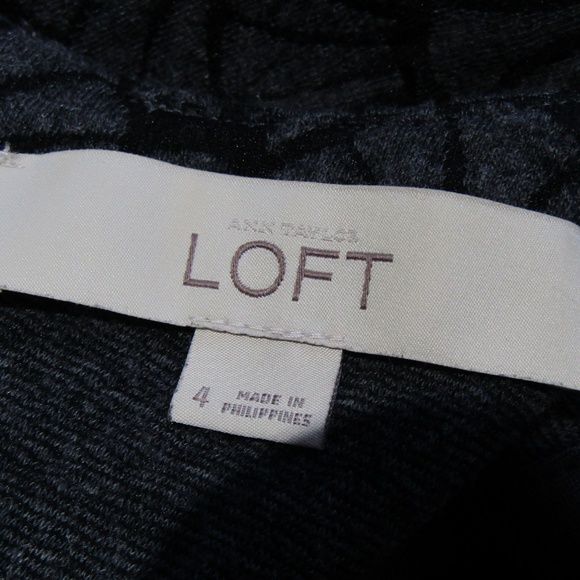 ANN TAYLOR
LOFT
4
MADE IN
PHILIPPINES